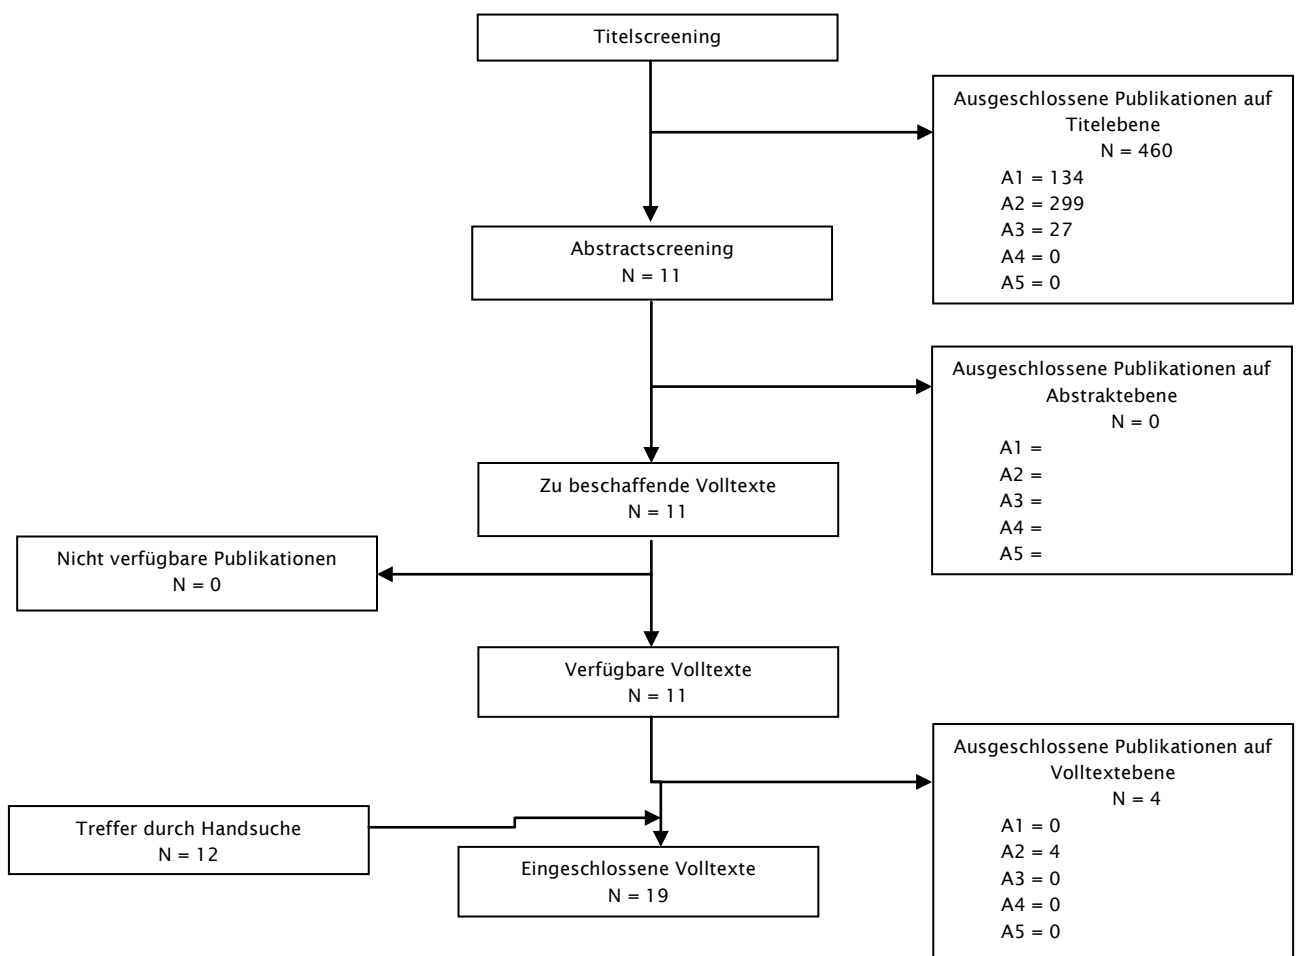 Titelscreening
Ausgeschlossene Publikationen auf
Titelebene
N = 460
A1 = 134
A2 = 299
A3 = 27
A4 = 0
A5 = 0
Abstractscreening
N = 11
Ausgeschlossene Publikationen auf
Abstraktebene
N = 0
A1 =
A2 =
A3 =
A4 =
A5 =
Zu beschaffende Volltexte
N = 11
Nicht verfügbare Publikationen
N = 0
Verfügbare Volltexte
N = 11
Ausgeschlossene Publikationen auf
Volltextebene
N = 4
A1 = 0
A2 = 4
A3 = 0
A4 = 0
A5 = 0
Treffer durch Handsuche
N = 12
Eingeschlossene Volltexte
N = 19